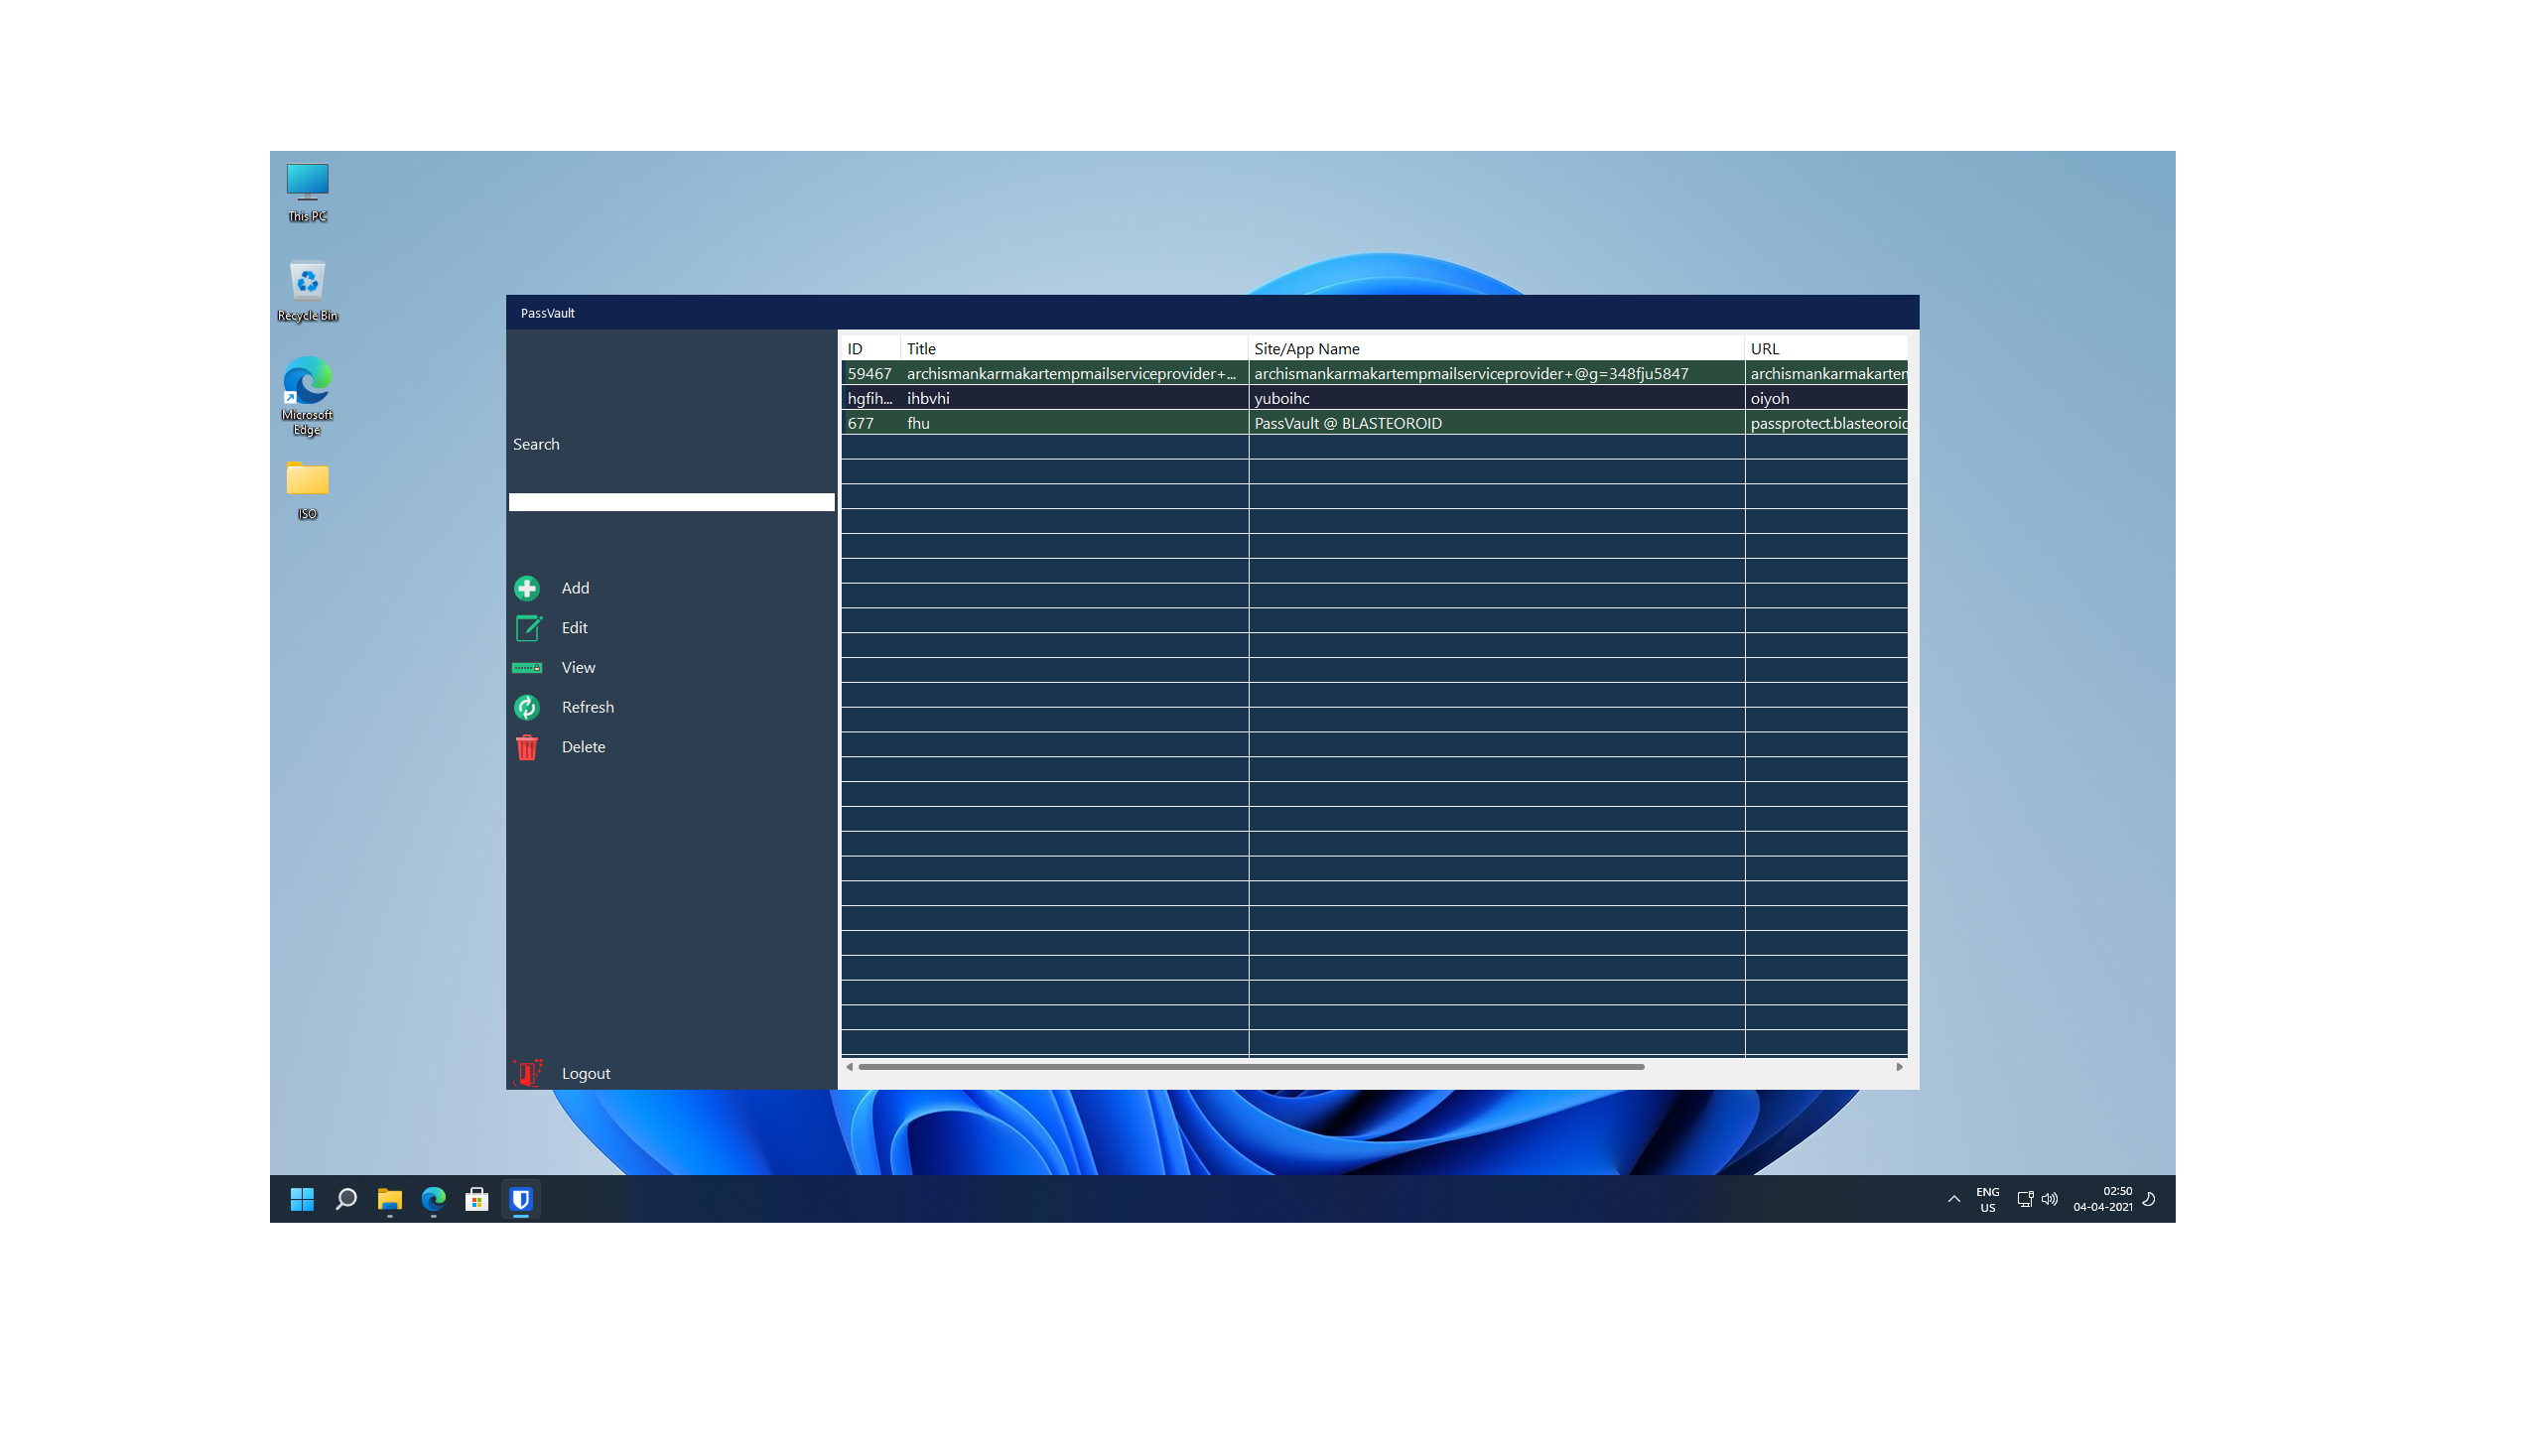 This PC
Recycle Bin
Microsoft
Edge
ISO
PassVault
Search
Add
Edit
View
Refresh
Delete
Logout
ID Title Site/App Name URL
59467 archismankarmakartempmailserviceprovider+... archismankarmakartempmailserviceprovider+@g=348fju5847 archismankarmakarten
hgfih... ihbvhi yuboihc oiyoh
677 fhu PassVault @ BLASTEOROID passprotect.blasteoroid
ENG
US
02:50
04-04-2021